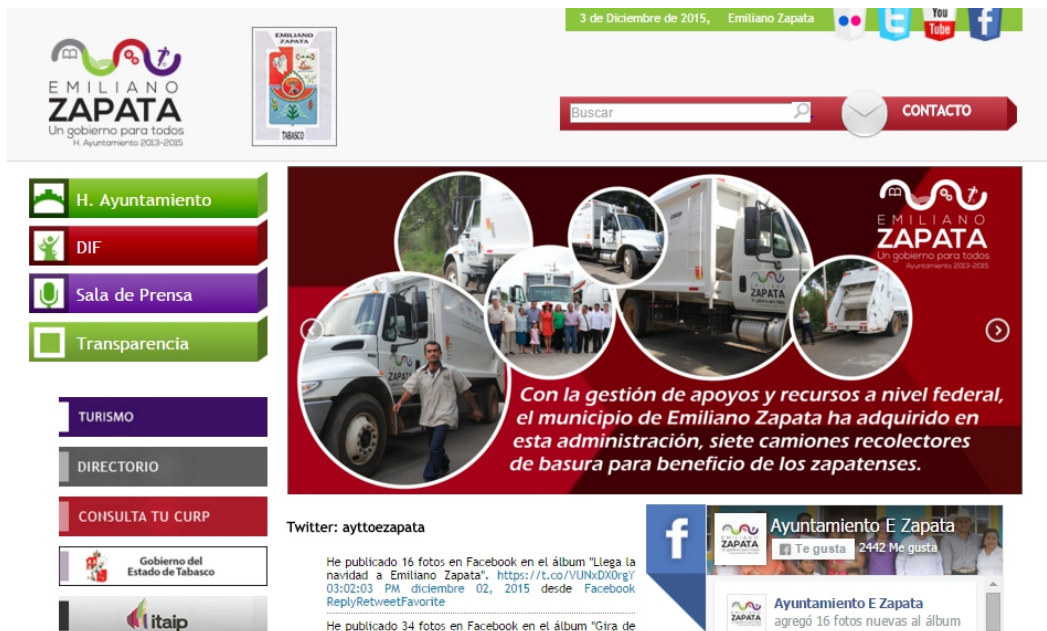 3 de Diciembre de 2015, Emiliano Zapata
You
Tube
EMILIANO
ZAPATA
Un gobierno para todos
H. Ayuntamiento 2013-2015
EMILIANO
ZAPATA
TABASCO
Buscar
CONTACTO
H. Ayuntamiento
DIF
Sala de Prensa
Transparencia
TURISMO
DIRECTORIO
CONSULTA TU CURP
Gobierno del
Estado de Tabasco
itaip
EMILIANO
ZAPATA
Un gobierno para todos
Ayuntamiento 2013-2015
ZAPATA
ZAPATA
Con la gestión de apoyos y recursos a nivel federal,
el municipio de Emiliano Zapata ha adquirido en
esta administración, siete camiones recolectores
de basura para beneficio de los zapatenses.
Twitter: ayttoezapata
He publicado 16 fotos en Facebook en el álbum "Llega la
navidad a Emiliano Zapata". https://t.co/VUNxDX0rgY
03:02:03 PM diciembre 02, 2015 desde Facebook
ReplyRetweetFavorite
He publicado 34 fotos en Facebook en el álbum "Gira de
ZAPATA
Ayuntamiento E Zapata
Te gusta 2442 Me gusta
ZAPATA
Ayuntamiento E Zapata
agregó 16 fotos nuevas al álbum